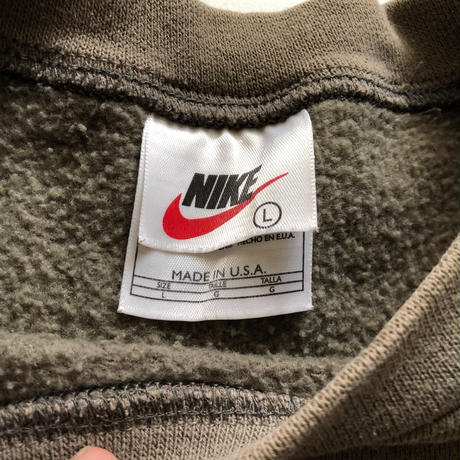 NIKE
L
HECHO EN E.U.A.
MADE IN U.S.A.
SIZE TAILLE TALLA
L G G